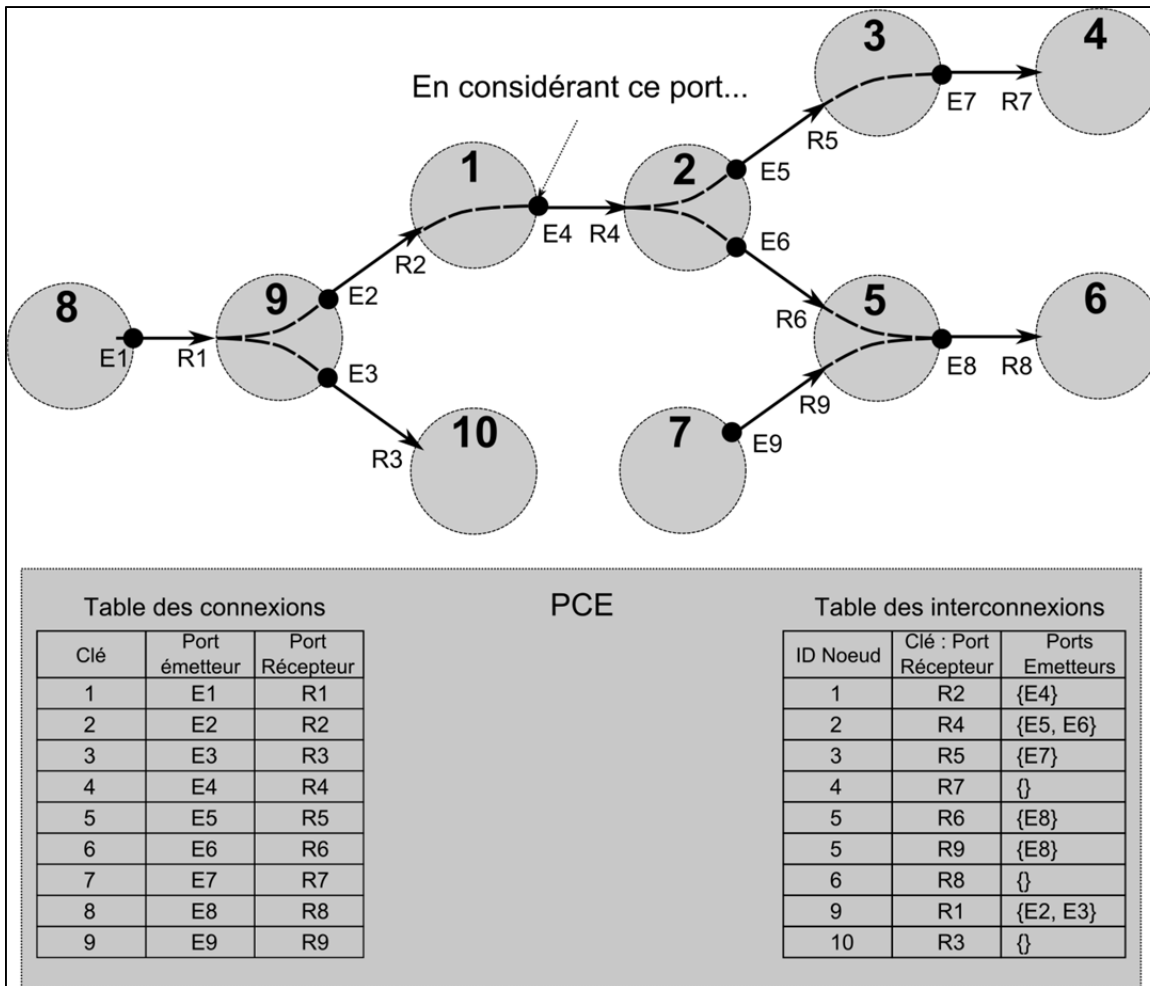 3
4
En considérant ce port...
E7
R7
R5
1
2
E5
E4
R4
R2
E6
8
9
E2
5
6
R6
E1
R1
E8
R8
E3
R9
10
7
E9
R3
Table des connexions
PCE
Table des interconnexions
Clé Port émetteur Port Récepteur
1 E1 R1
2 E2 R2
3 E3 R3
4 E4 R4
5 E5 R5
6 E6 R6
7 E7 R7
8 E8 R8
9 E9 R9
ID Noeud Clé : Port Récepteur Ports Emetteurs
1 R2 {E4}
2 R4 {E5, E6}
3 R5 {E7}
4 R7 {}
5 R6 {E8}
5 R9 {E8}
6 R8 {}
9 R1 {E2, E3}
10 R3 {}